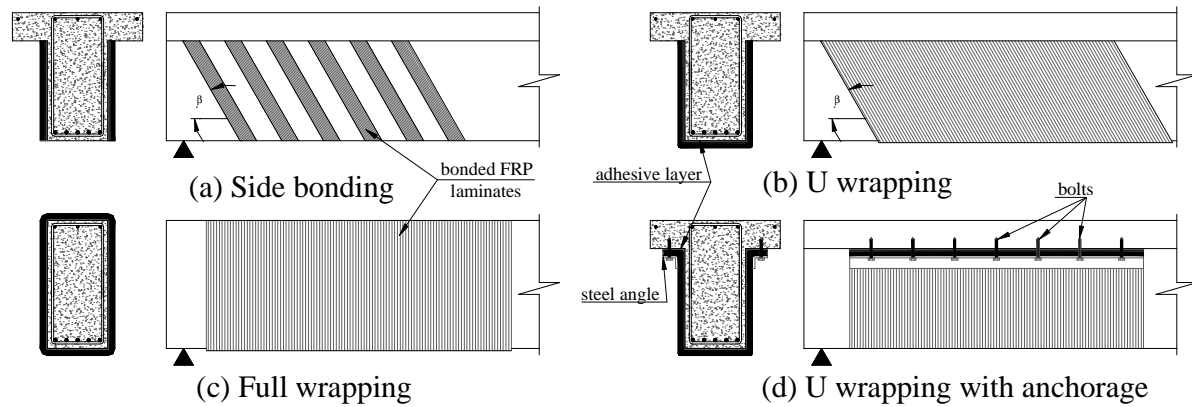 β
β
(a) Side bonding
bonded FRP
laminates
adhesive layer
(b) U wrapping
bolts
steel angle
(c) Full wrapping
(d) U wrapping with anchorage